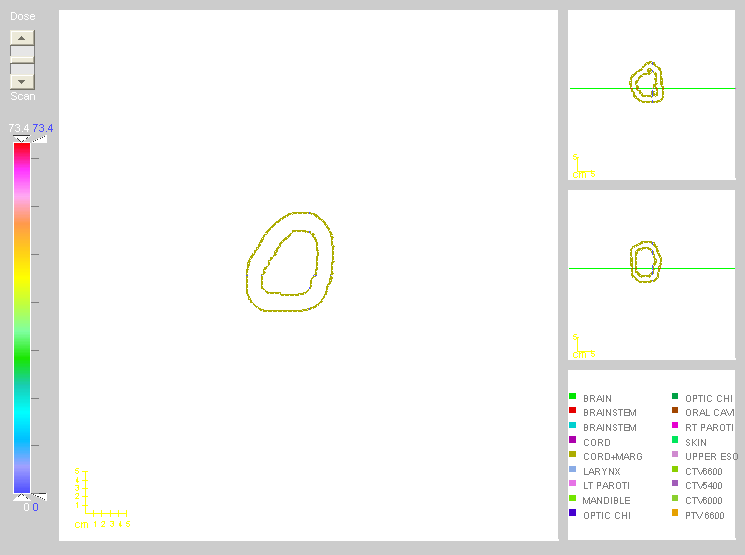 Dose
Scan
73.4 73.4
0 0
5
4
3
2
1
cm 1 2 3 4 5
5
cm 5
5
cm 5
BRAIN
BRAINSTEM
BRAINSTEM
CORD
CORD+MARG
LARYNX
LT PAROTI
MANDIBLE
OPTIC CHI
OPTIC CHI
ORAL CAVI
RT PAROTI
SKIN
UPPER ESO
CTV6600
CTV5400
CTV6000
PTV6600